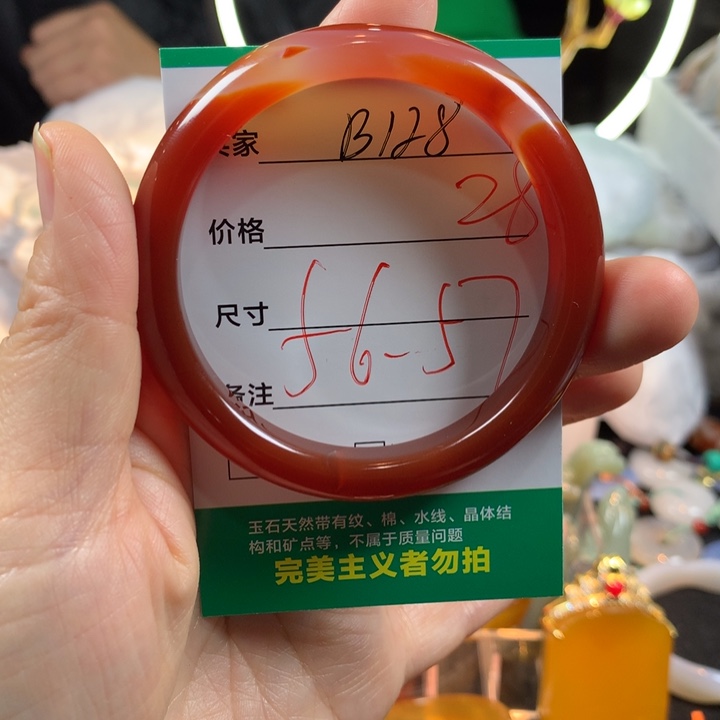 家 B128
价格 28
尺寸 56-57
备注
玉石天然带有纹、棉、水线、晶体结
构和矿点等，不属于质量问题
完美主义者勿拍